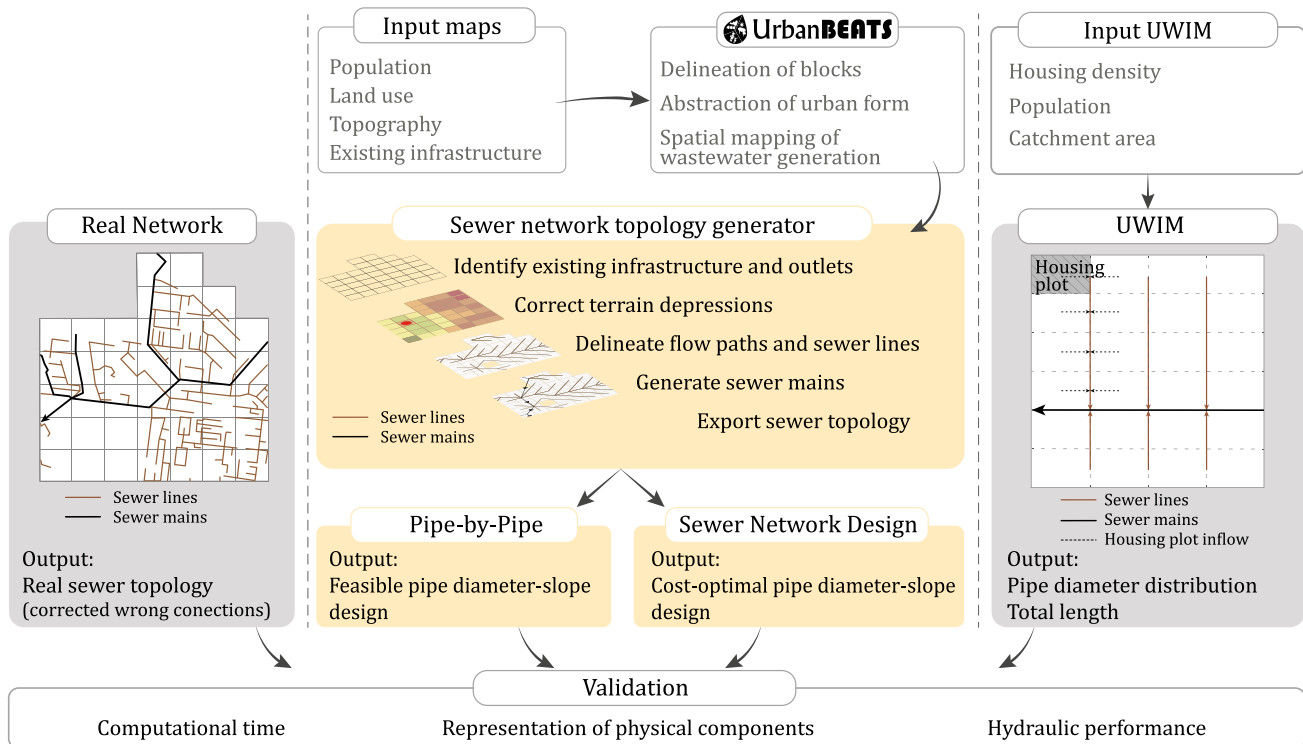 Input maps
Population
Land use
Topography
Existing infrastructure
UrbanBEATS
Delineation of blocks
Abstraction of urban form
Spatial mapping of
wastewater generation
Input UWIM
Housing density
Population
Catchment area
Real Network
Sewer lines
Sewer mains
Output:
Real sewer topology
(corrected wrong conections)
Sewer network topology generator
Identify existing infrastructure and outlets
Correct terrain depressions
Delineate flow paths and sewer lines
Generate sewer mains
Export sewer topology
Sewer lines
Sewer mains
Pipe-by-Pipe
Output:
Feasible pipe diameter-slope
design
Sewer Network Design
Output:
Cost-optimal pipe diameter-slope
design
UWIM
Housing
plot
Sewer lines
Sewer mains
Housing plot inflow
Output:
Pipe diameter distribution
Total length
Validation
Computational time
Representation of physical components
Hydraulic performance